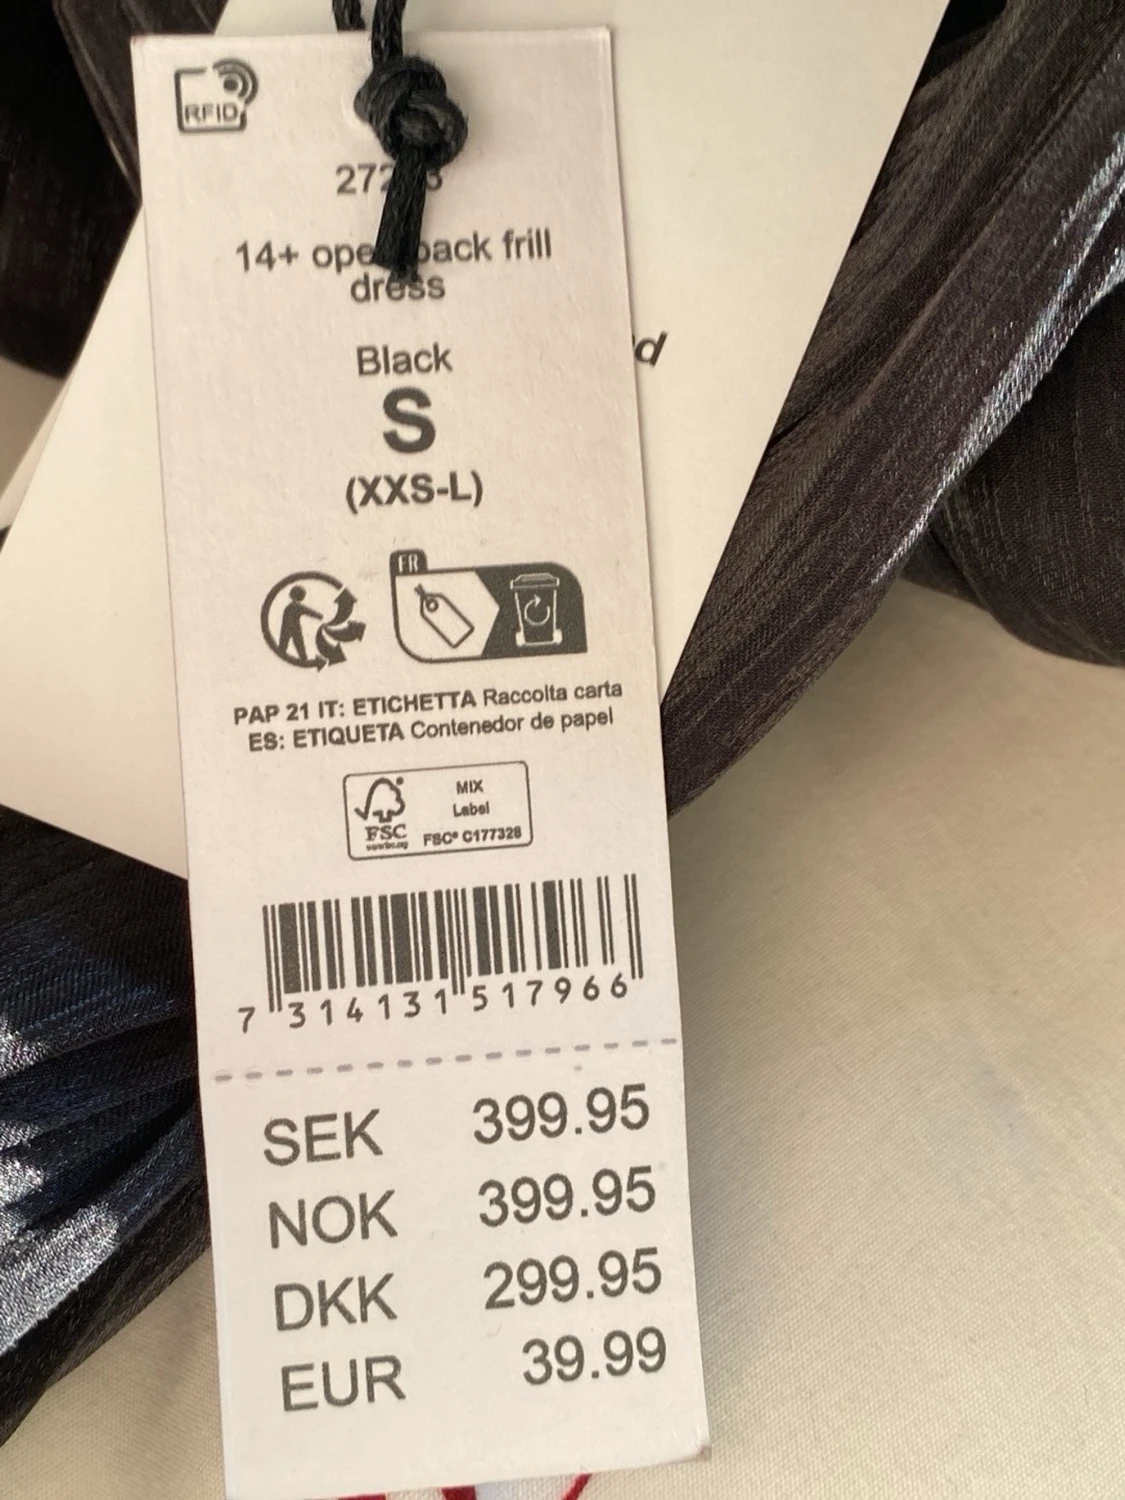 RFID
14+ open back frill
dress
Black
S
(XXS-L)
FR
PAP 21 IT: ETICHETTA Raccolta carta
ES: ETIQUETA Contenedor de papel
MIX
Label
FSC
FSC® C177328
7 314131 517966
SEK 399.95
NOK 399.95
DKK 299.95
EUR 39.99